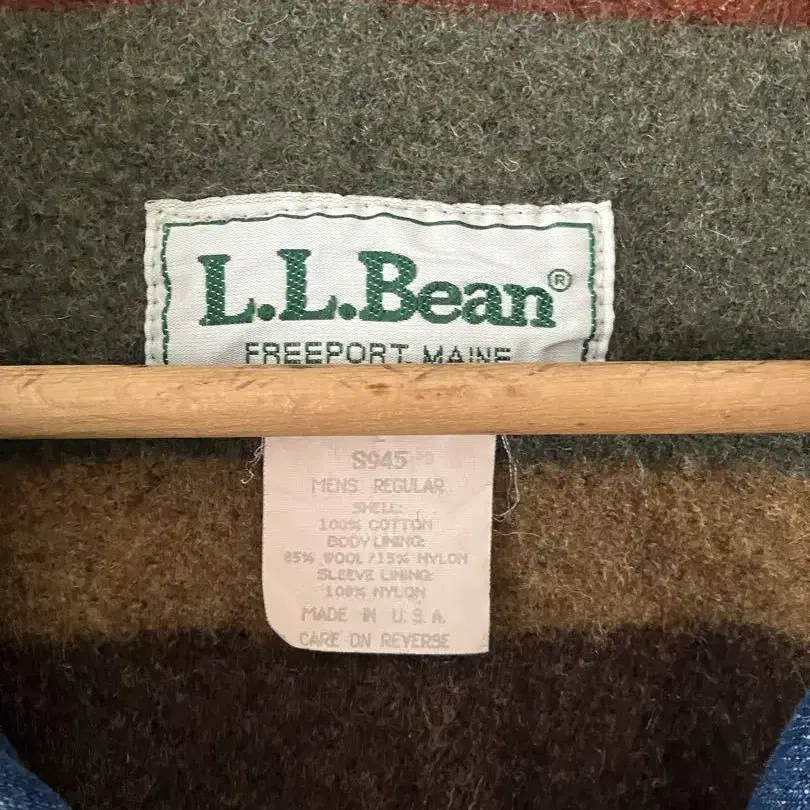 L.L.Bean®
FREEPORT, MAINE
S945
MENS REGULAR
SHELL:
100% COTTON
BODY LINING:
85% WOOL/15% NYLON
SLEEVE LINING:
100% NYLON
MADE IN U.S.A.
CARE ON REVERSE